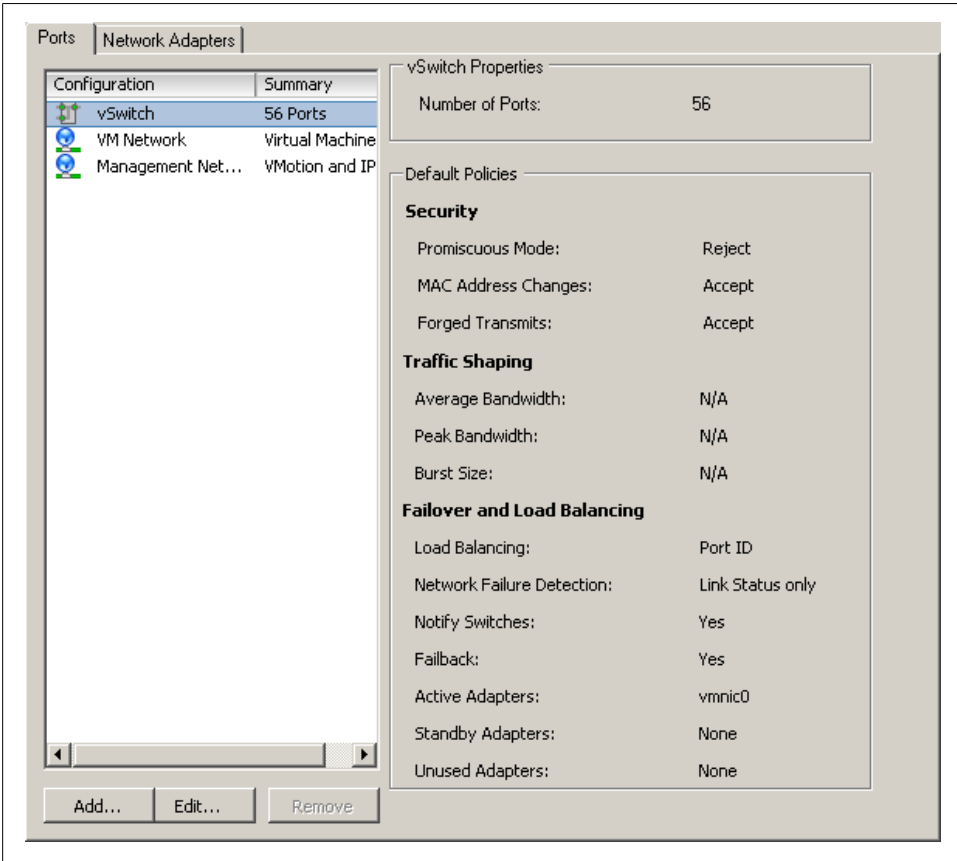 Ports Network Adapters
Configuration Summary
vSwitch 56 Ports
VM Network Virtual Machine
Management Net... VMotion and IP
Add... Edit... Remove
vSwitch Properties
Number of Ports: 56
Default Policies
Security
Promiscuous Mode: Reject
MAC Address Changes: Accept
Forged Transmits: Accept
Traffic Shaping
Average Bandwidth: N/A
Peak Bandwidth: N/A
Burst Size: N/A
Failover and Load Balancing
Load Balancing: Port ID
Network Failure Detection: Link Status only
Notify Switches: Yes
Failback: Yes
Active Adapters: vmnic0
Standby Adapters: None
Unused Adapters: None